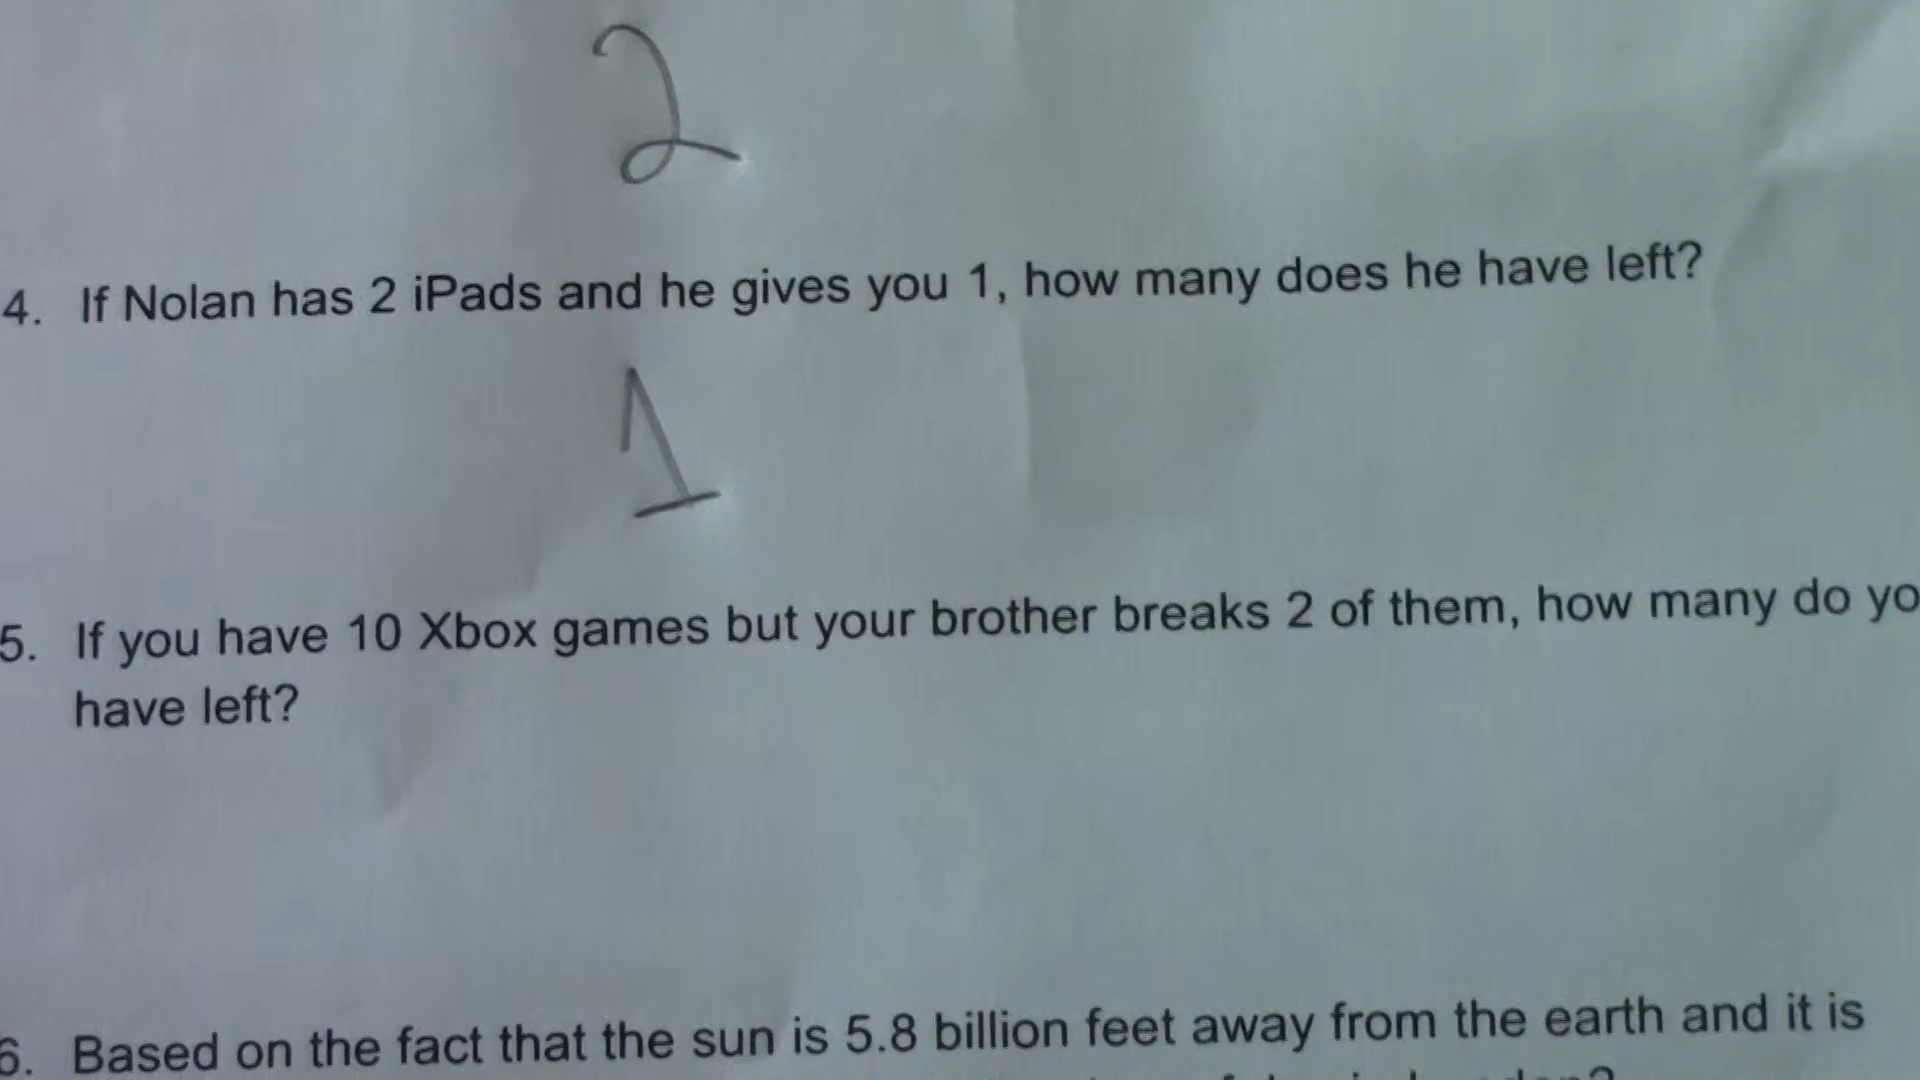 2
4. If Nolan has 2 iPads and he gives you 1, how many does he have left?
1
5. If you have 10 Xbox games but your brother breaks 2 of them, how many do yo
have left?
6. Based on the fact that the sun is 5.8 billion feet away from the earth and it is